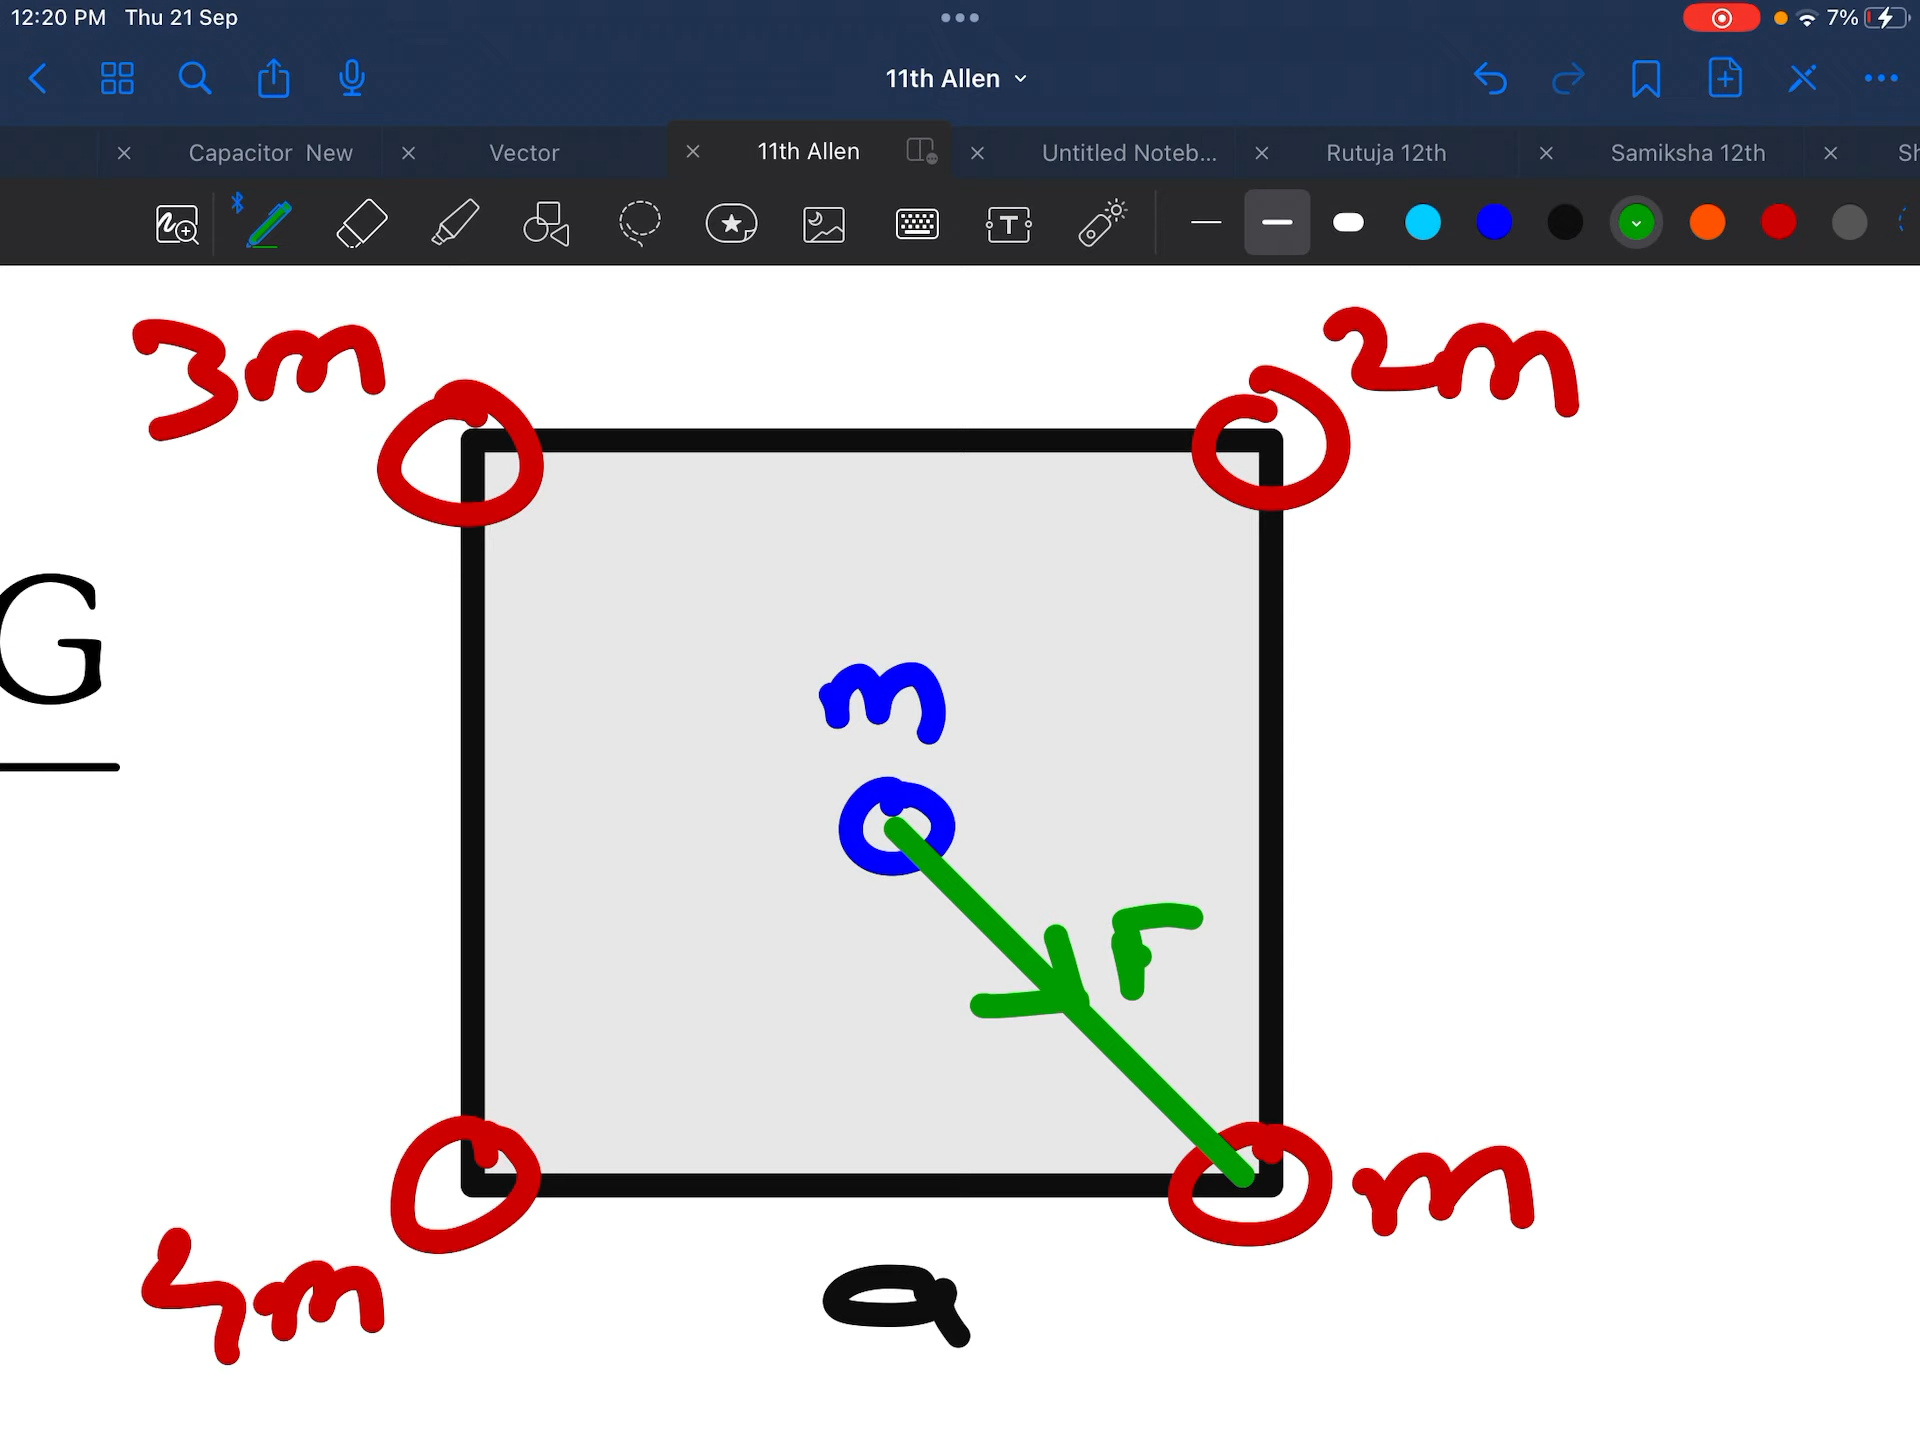 12:20 PM Thu 21 Sep
7%
11th Allen
Capacitor New
Vector
11th Allen
Untitled Noteb...
Rutuja 12th
Samiksha 12th
Sh
T
3m
2m
G
m
F
4m
m
a